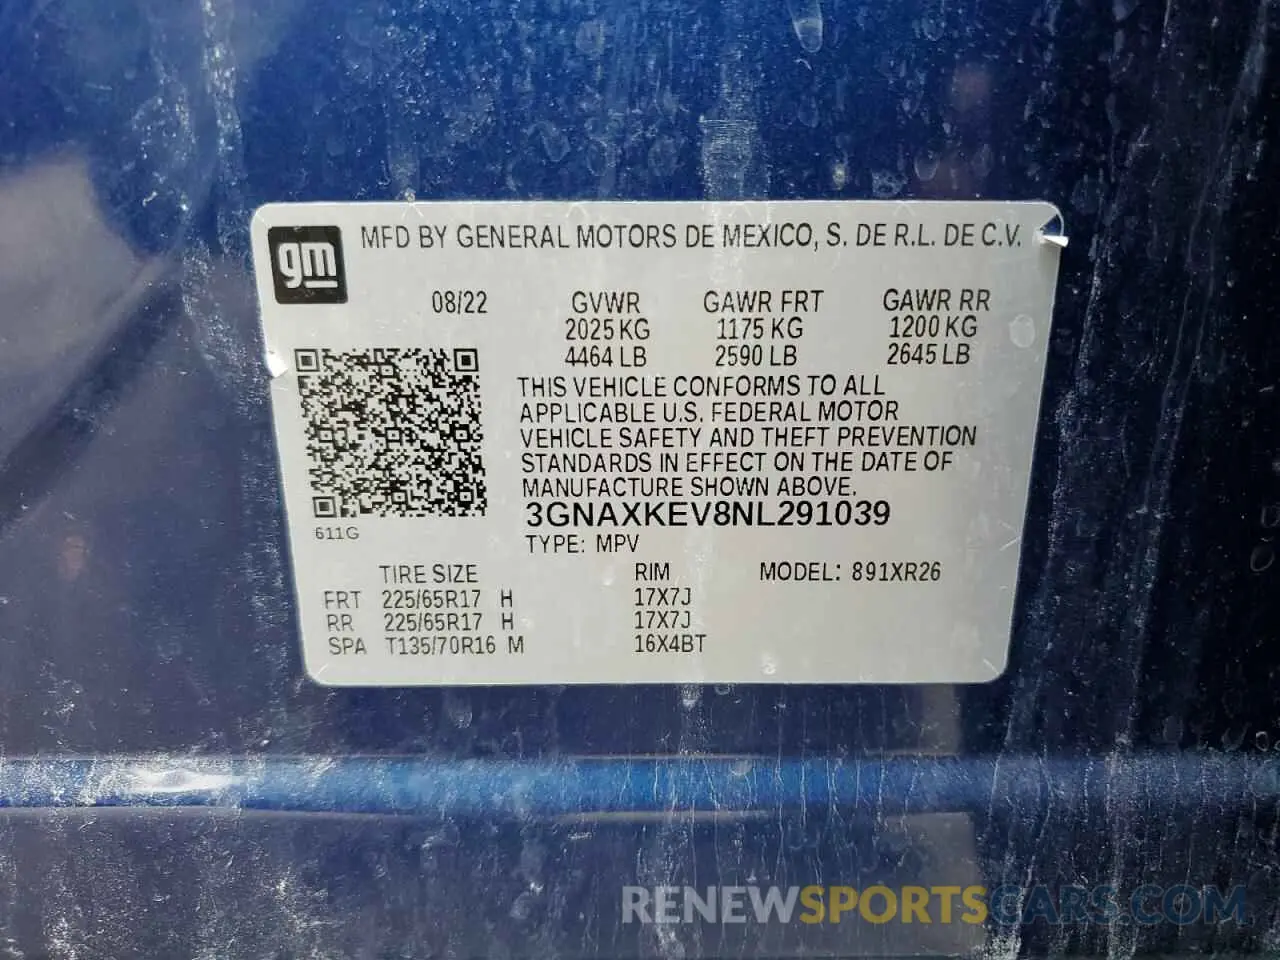 gm
MFD BY GENERAL MOTORS DE MEXICO, S. DE R.L. DE C.V.
08/22 GVWR GAWR FRT GAWR RR
2025 KG 1175 KG 1200 KG
4464 LB 2590 LB 2645 LB
THIS VEHICLE CONFORMS TO ALL
APPLICABLE U.S. FEDERAL MOTOR
VEHICLE SAFETY AND THEFT PREVENTION
STANDARDS IN EFFECT ON THE DATE OF
MANUFACTURE SHOWN ABOVE.
3GNAXKEV8NL291039
611G
TYPE: MPV
TIRE SIZE RIM MODEL: 891XR26
FRT 225/65R17 H 17X7J
RR 225/65R17 H 17X7J
SPA T135/70R16 M 16X4BT
RENEWSPORTSCARS.COM